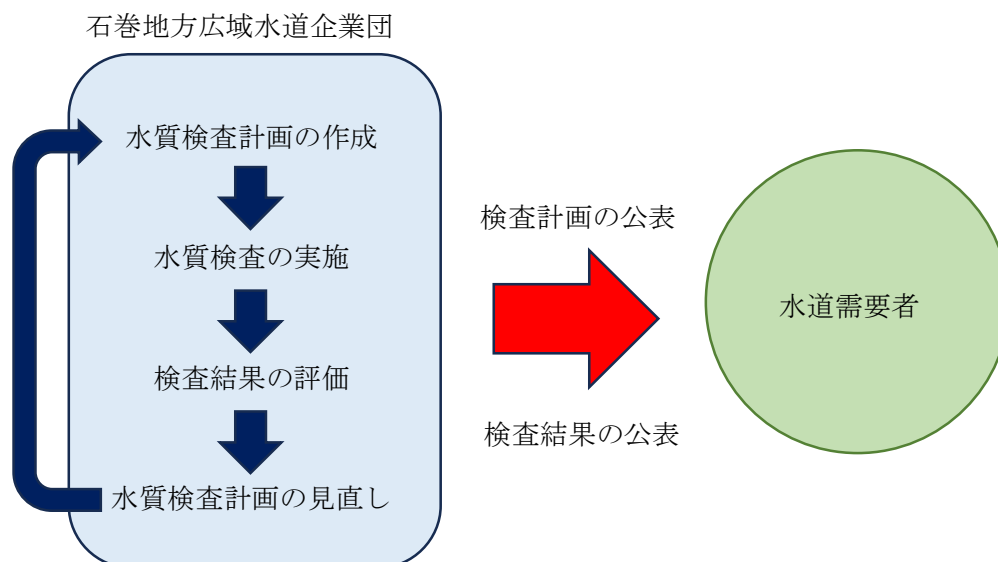 石巻地方広域水道企業団
水質検査計画の作成
水質検査の実施
検査結果の評価
水質検査計画の見直し
検査計画の公表
検査結果の公表
水道需要者